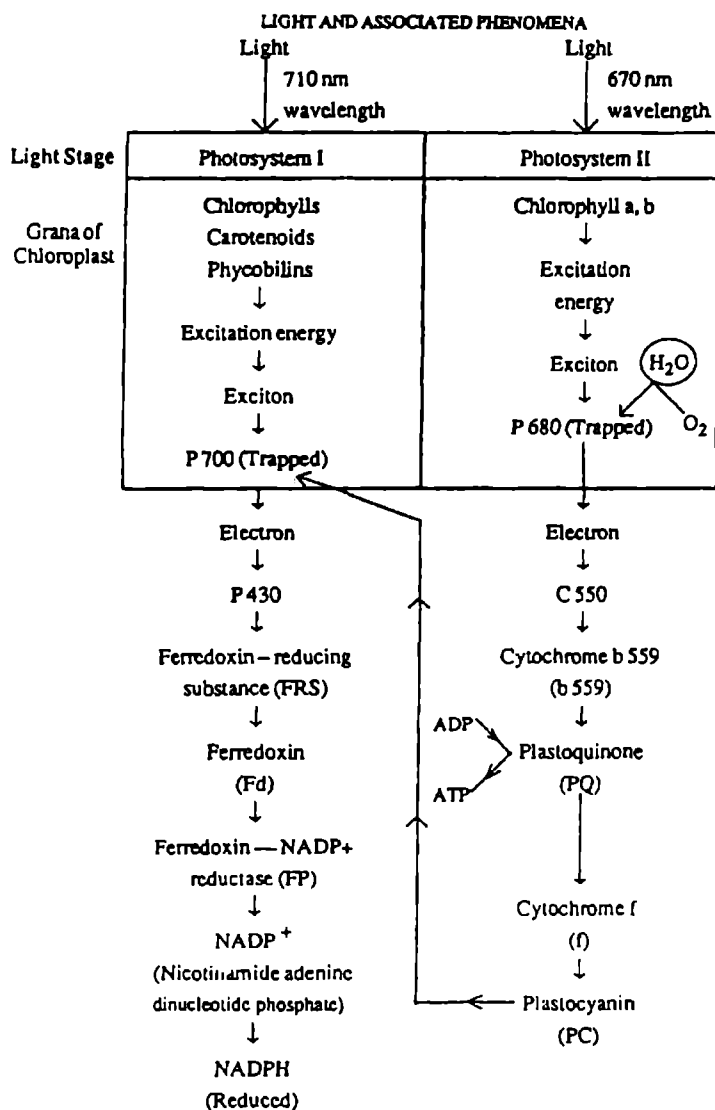 LIGHT AND ASSOCIATED PHENOMENA
Light
710 nm
wavelength
Light
670 nm
wavelength
Light Stage
Photosystem I
Photosystem II
Grana of
Chloroplast
Chlorophylls
Carotenoids
Phycobilins
Excitation energy
Exciton
P 700 (Trapped)
Chlorophyll a, b
Excitation
energy
Exciton
H2O
O2
P 680 (Trapped)
Electron
P 430
Ferredoxin – reducing
substance (FRS)
Ferredoxin
(Fd)
Ferredoxin — NADP+
reductase (FP)
NADP +
(Nicotinamide adenine
dinucleotide phosphate)
NADPH
(Reduced)
Electron
C 550
Cytochrome b 559
(b 559)
ADP
ATP
Plastoquinone
(PQ)
Cytochrome f
(f)
Plastocyanin
(PC)